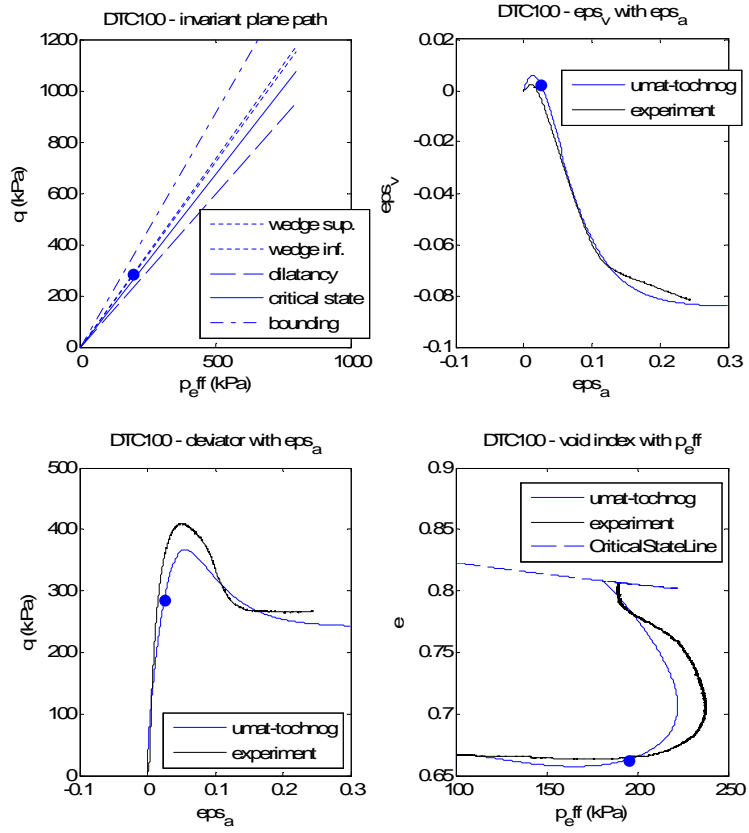 DTC100 - invariant plane path
1200
1000
800
600
400
200
0
0
500
1000
q (kPa)
p_eff (kPa)
wedge sup.
wedge inf.
dilatancy
critical state
bounding
DTC100 - eps_v with eps_a
0.02
0
-0.02
-0.04
-0.06
-0.08
-0.1
-0.1
0
0.1
0.2
0.3
eps_v
eps_a
umat-tochnog
experiment
DTC100 - deviator with eps_a
500
400
300
200
100
0
-0.1
0
0.1
0.2
0.3
q (kPa)
eps_a
umat-tochnog
experiment
DTC100 - void index with p_eff
0.9
0.85
0.8
0.75
0.7
0.65
100
150
200
250
e
p_eff (kPa)
umat-tochnog
experiment
CriticalStateLine